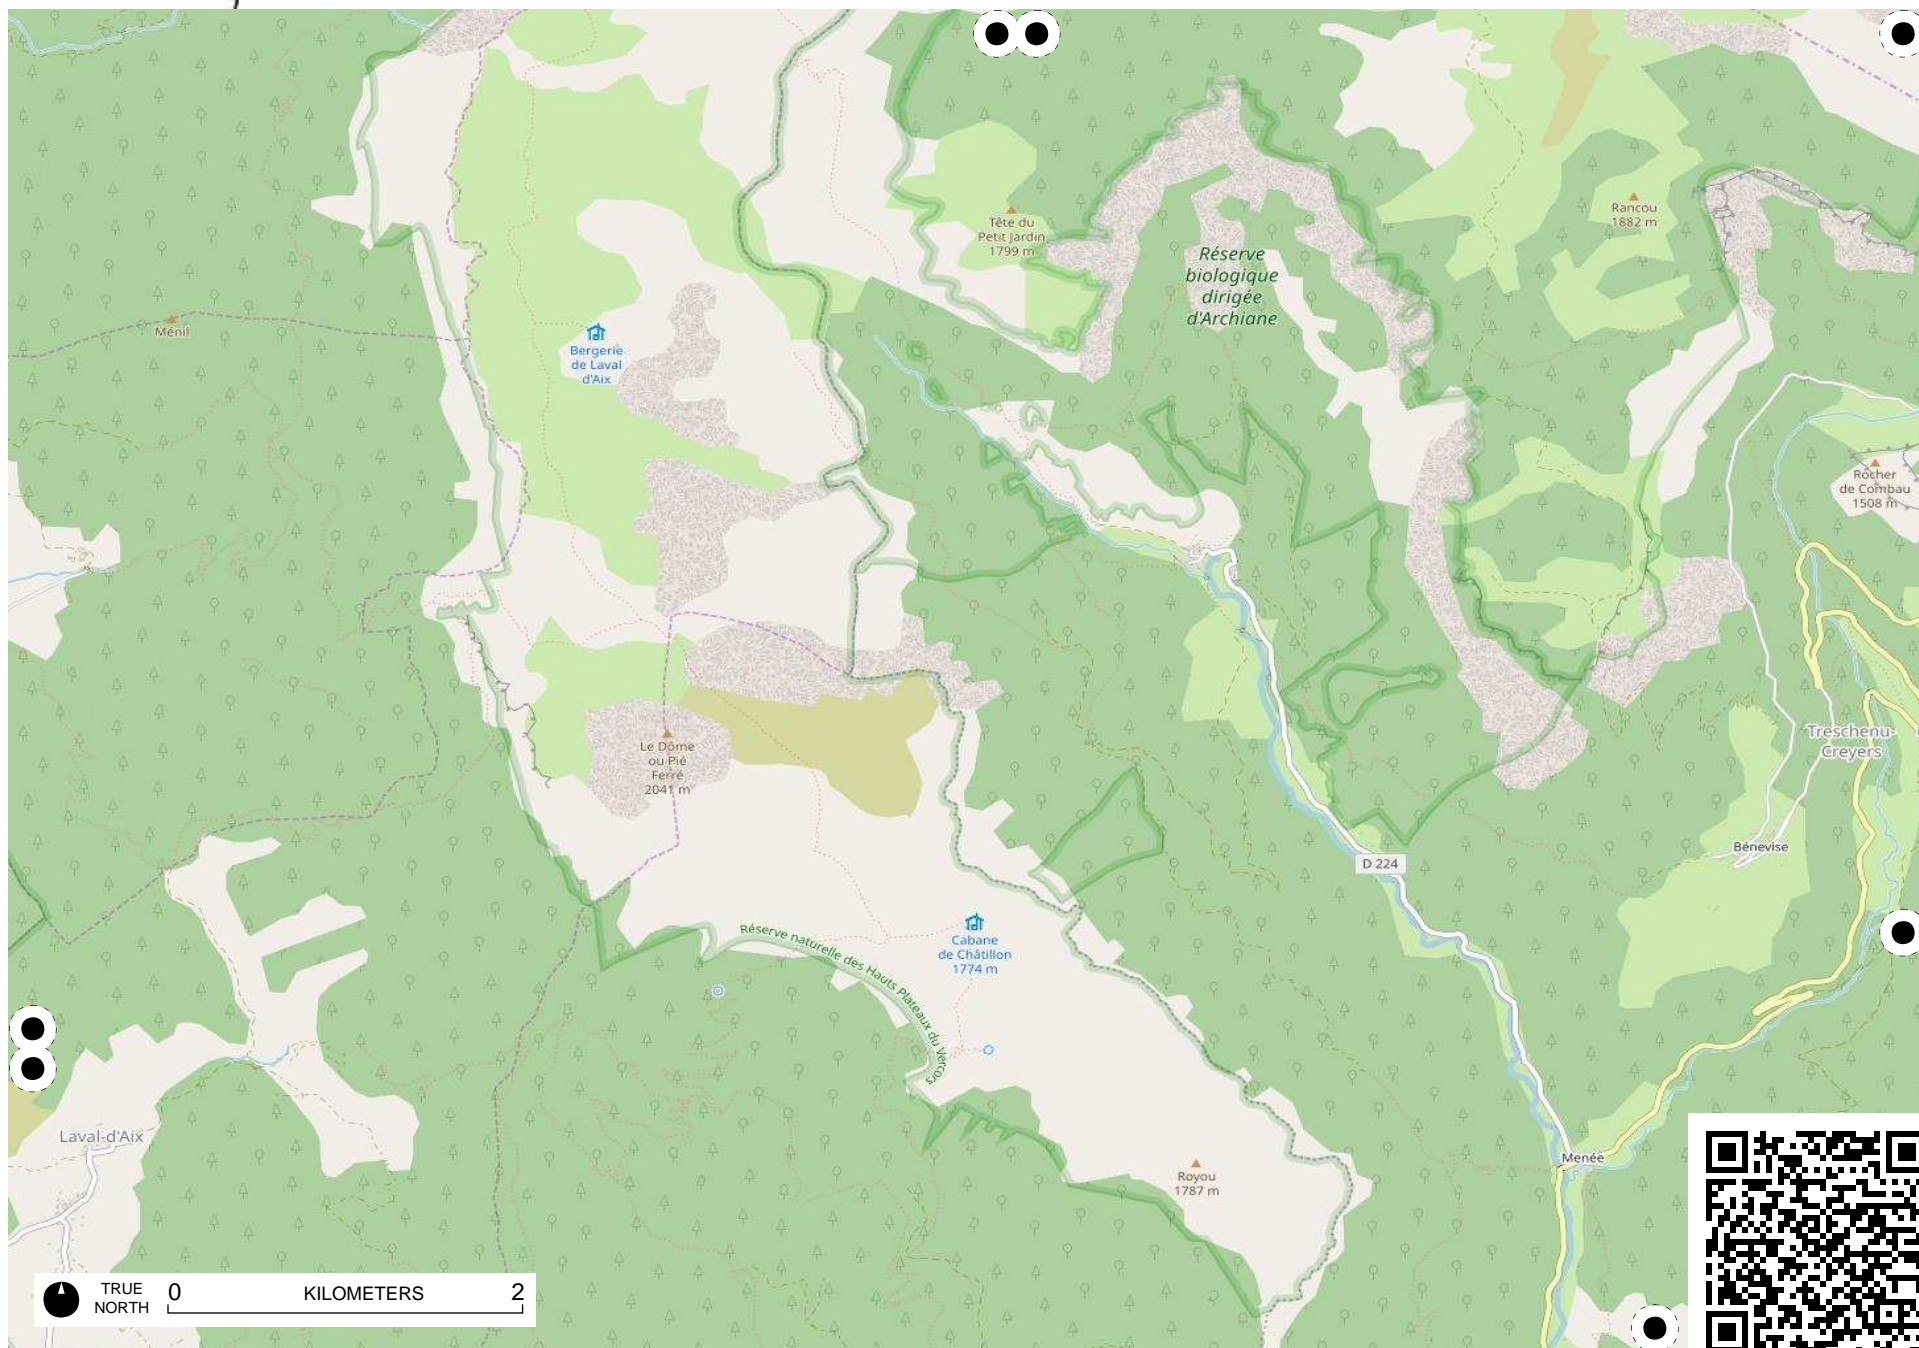 Tête du
Petit Jardin
1799 m
Rancou
1882 m
Réserve
biologique
dirigée
d'Archiane
Ménil
Bergerie
de Laval
d'Aix
Rocher
de Combau
1508 m
Le Dôme
ou Pié
Ferré
2041 m
Treschenu-
Creyers
Bénevise
D 224
Réserve naturelle des Hauts Plateaux du Vercors
Cabane
de Châtillon
1774 m
Laval-d'Aix
Menée
Royou
1787 m
TRUE
NORTH
0 KILOMETERS 2